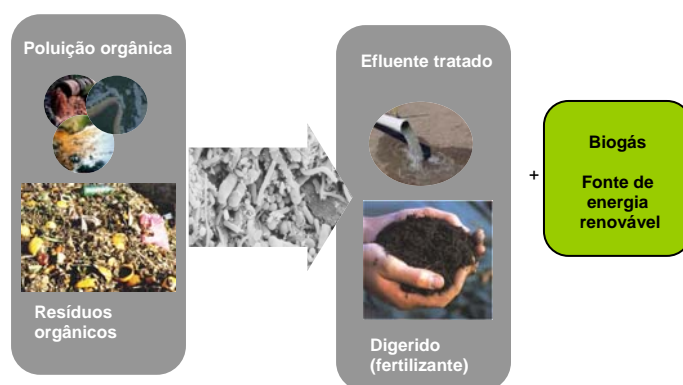 Poluição orgânica
Resíduos
orgânicos
Efluente tratado
Digerido
(fertilizante)
+
Biogás
Fonte de
energia
renovável